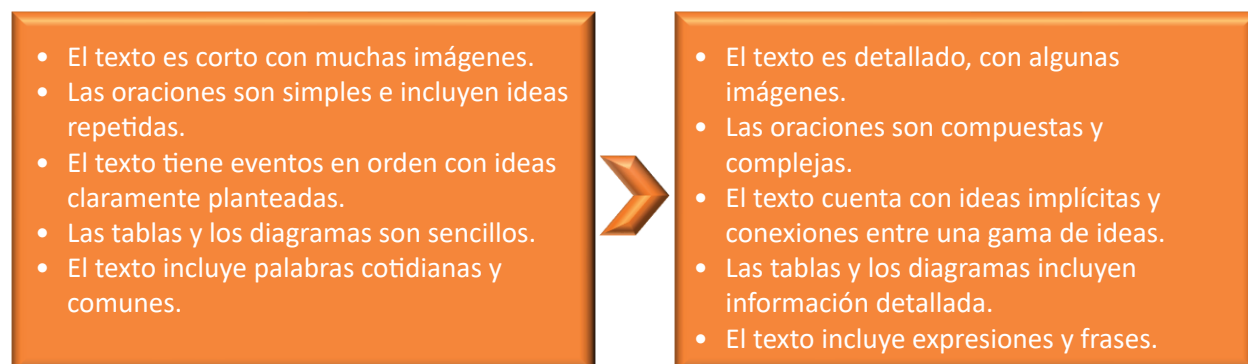 • El texto es corto con muchas imágenes.
• Las oraciones son simples e incluyen ideas
repetidas.
• El texto tiene eventos en orden con ideas
claramente planteadas.
• Las tablas y los diagramas son sencillos.
• El texto incluye palabras cotidianas y
comunes.
• El texto es detallado, con algunas
imágenes.
• Las oraciones son compuestas y
complejas.
• El texto cuenta con ideas implícitas y
conexiones entre una gama de ideas.
• Las tablas y los diagramas incluyen
información detallada.
• El texto incluye expresiones y frases.